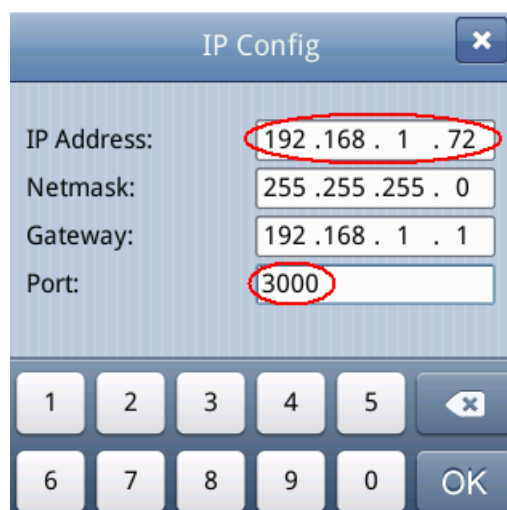 IP Config
IP Address: 192 .168 . 1 . 72
Netmask: 255 .255 .255 . 0
Gateway: 192 .168 . 1 . 1
Port: 3000
1 2 3 4 5
6 7 8 9 0 OK